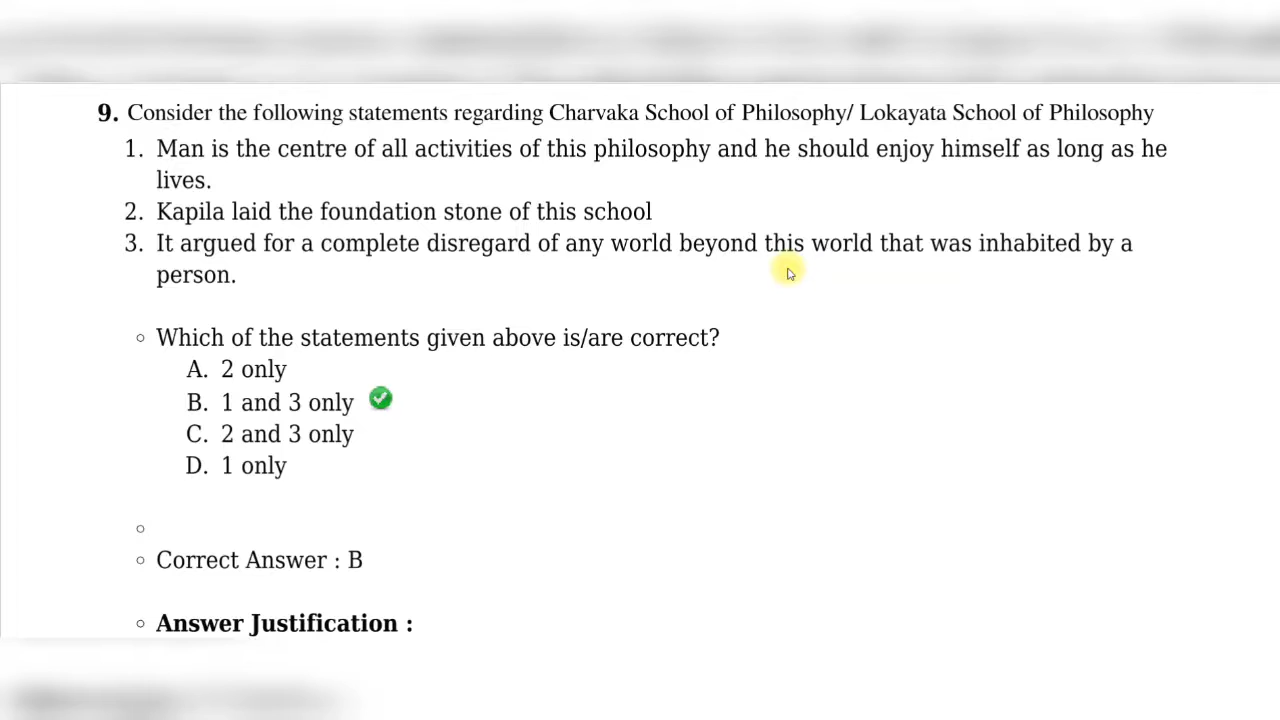 9. Consider the following statements regarding Charvaka School of Philosophy/ Lokayata School of Philosophy
1. Man is the centre of all activities of this philosophy and he should enjoy himself as long as he
lives.
2. Kapila laid the foundation stone of this school
3. It argued for a complete disregard of any world beyond this world that was inhabited by a
person.
Which of the statements given above is/are correct?
A. 2 only
B. 1 and 3 only
C. 2 and 3 only
D. 1 only
Correct Answer : B
Answer Justification :